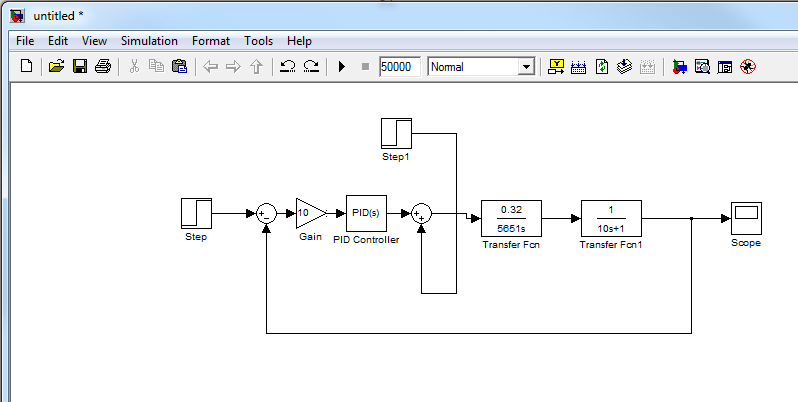 untitled *
File Edit View Simulation Format Tools Help
50000 Normal
Step1
Step
10
Gain
PID(s)
PID Controller
0.32
5651s
Transfer Fcn
1
10s+1
Transfer Fcn1
Scope